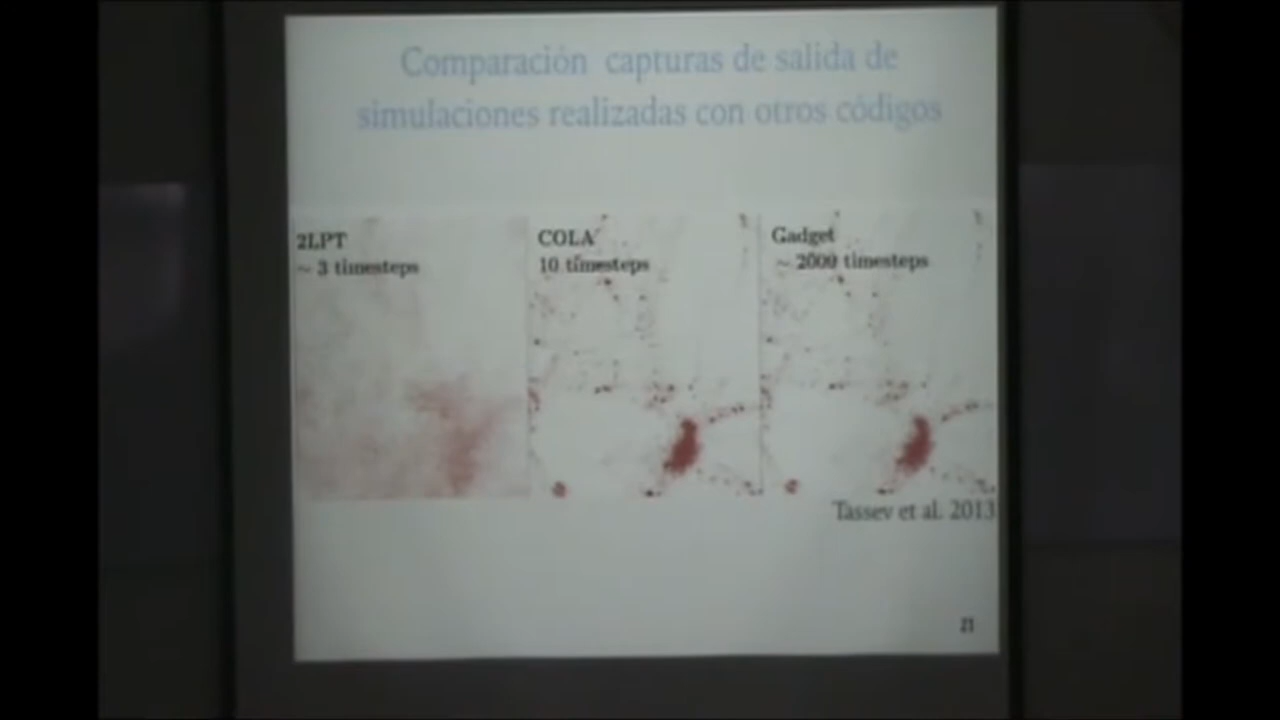 Comparación capturas de salida de
simulaciones realizadas con otros códigos
2LPT
~ 3 timesteps
COLA
10 timesteps
Gadget
~ 2000 timesteps
Tassev et al. 2013
21